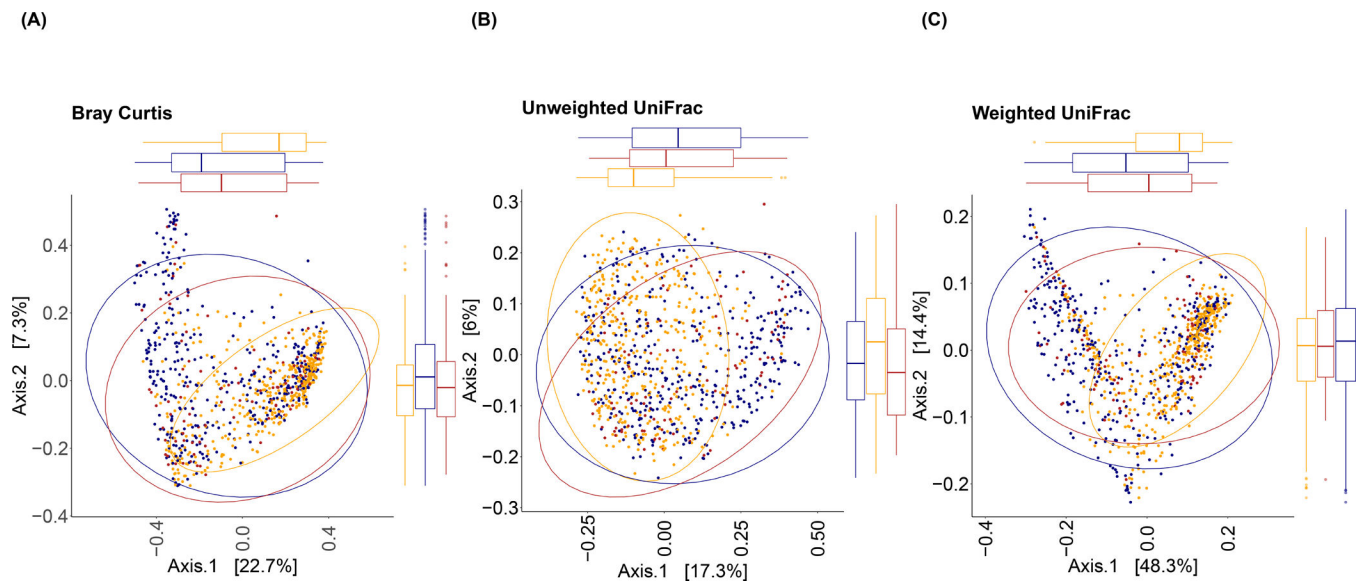 (A)
Bray Curtis
0.4
0.2
0.0
−0.2
−0.4
Axis.2 [7.3%]
−0.4
0.0
0.4
Axis.1 [22.7%]
(B)
Unweighted UniFrac
0.3
0.2
0.1
0.0
−0.1
−0.2
−0.3
Axis.2 [6%]
−0.25
0.00
0.25
0.50
Axis.1 [17.3%]
(C)
Weighted UniFrac
0.2
0.1
0.0
−0.1
−0.2
Axis.2 [14.4%]
−0.4
−0.2
0.0
0.2
Axis.1 [48.3%]